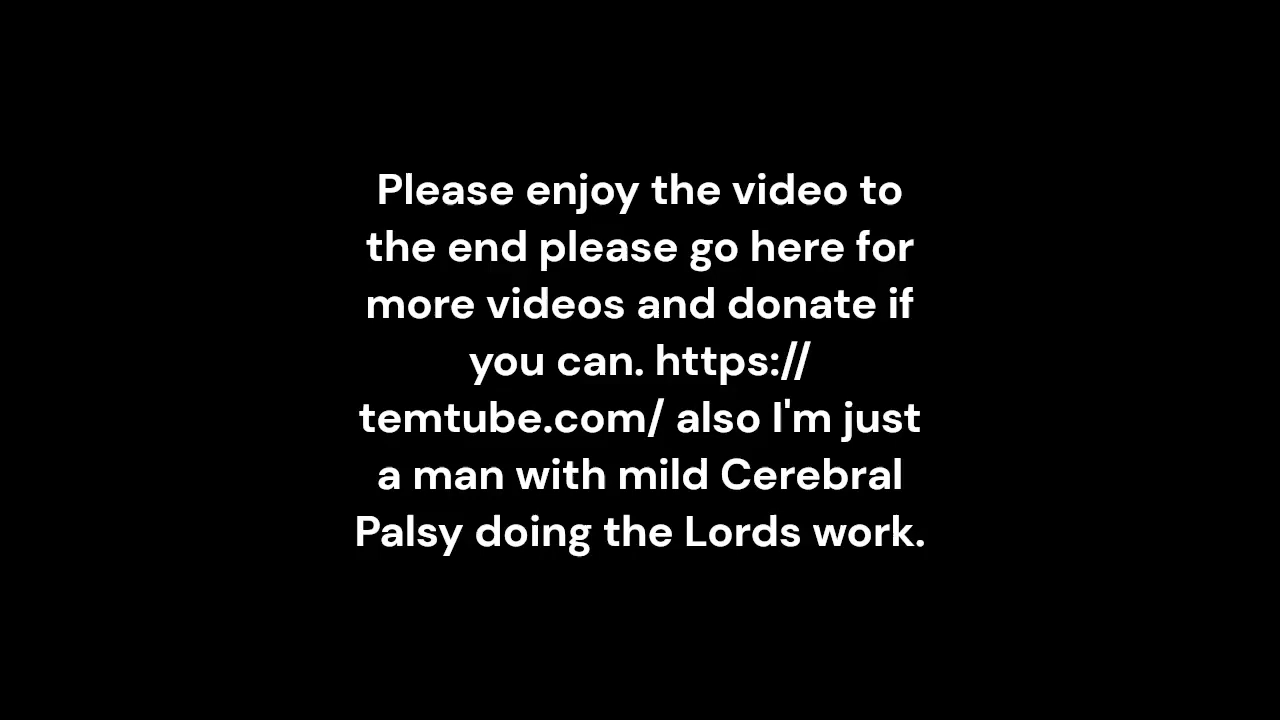 Please enjoy the video to
the end please go here for
more videos and donate if
you can. https://
temtube.com/ also I'm just
a man with mild Cerebral
Palsy doing the Lords work.